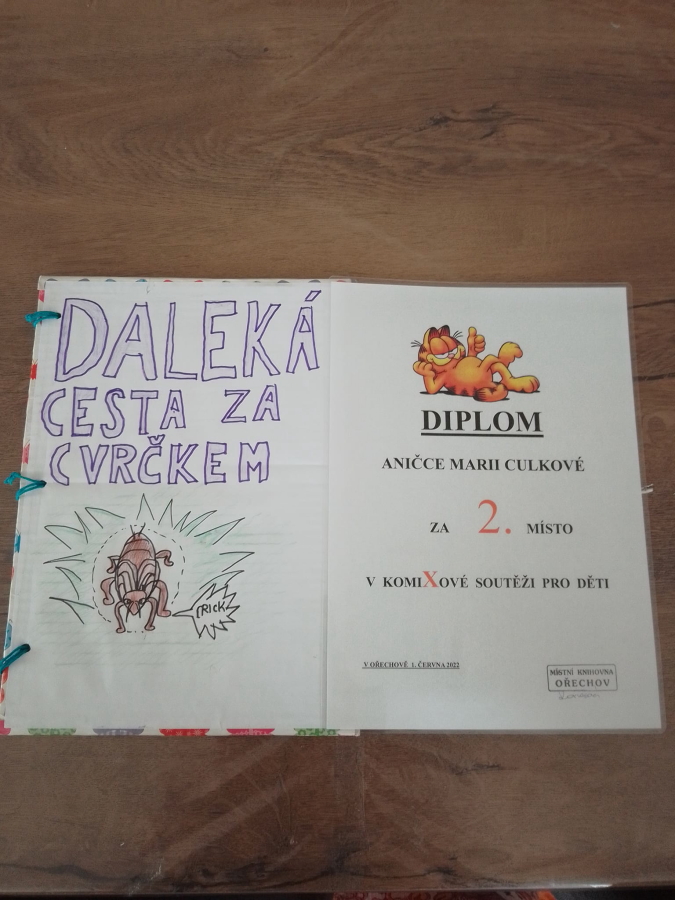 DALEKÁ
CESTA ZA
CVRČKEM
CRICK
DIPLOM
ANIČCE MARII CULKOVÉ
ZA 2. MÍSTO
V KOMIXOVÉ SOUTĚŽI PRO DĚTI
V OŘECHOVĚ 1. ČERVNA 2022
MÍSTNÍ KNIHOVNA
OŘECHOV